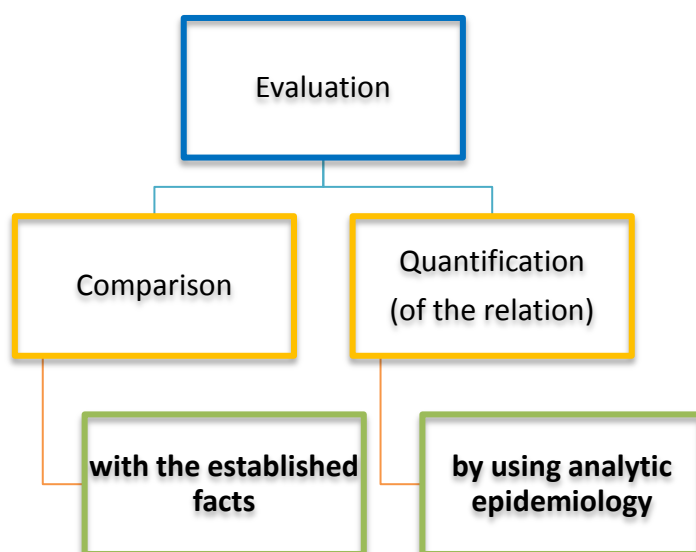 Evaluation
Comparison
Quantification
(of the relation)
with the established
facts
by using analytic
epidemiology